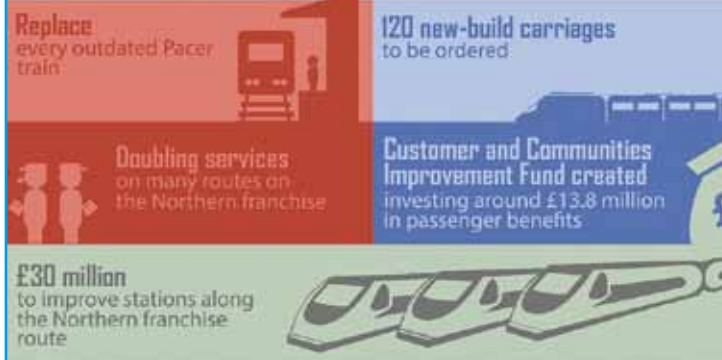 Replace
every outdated Pacer
train
120 new-build carriages
to be ordered
Doubling services
on many routes on
the Northern franchise
Customer and Communities
Improvement Fund created
investing around £13.8 million
in passenger benefits
£
£30 million
to improve stations along
the Northern franchise
route